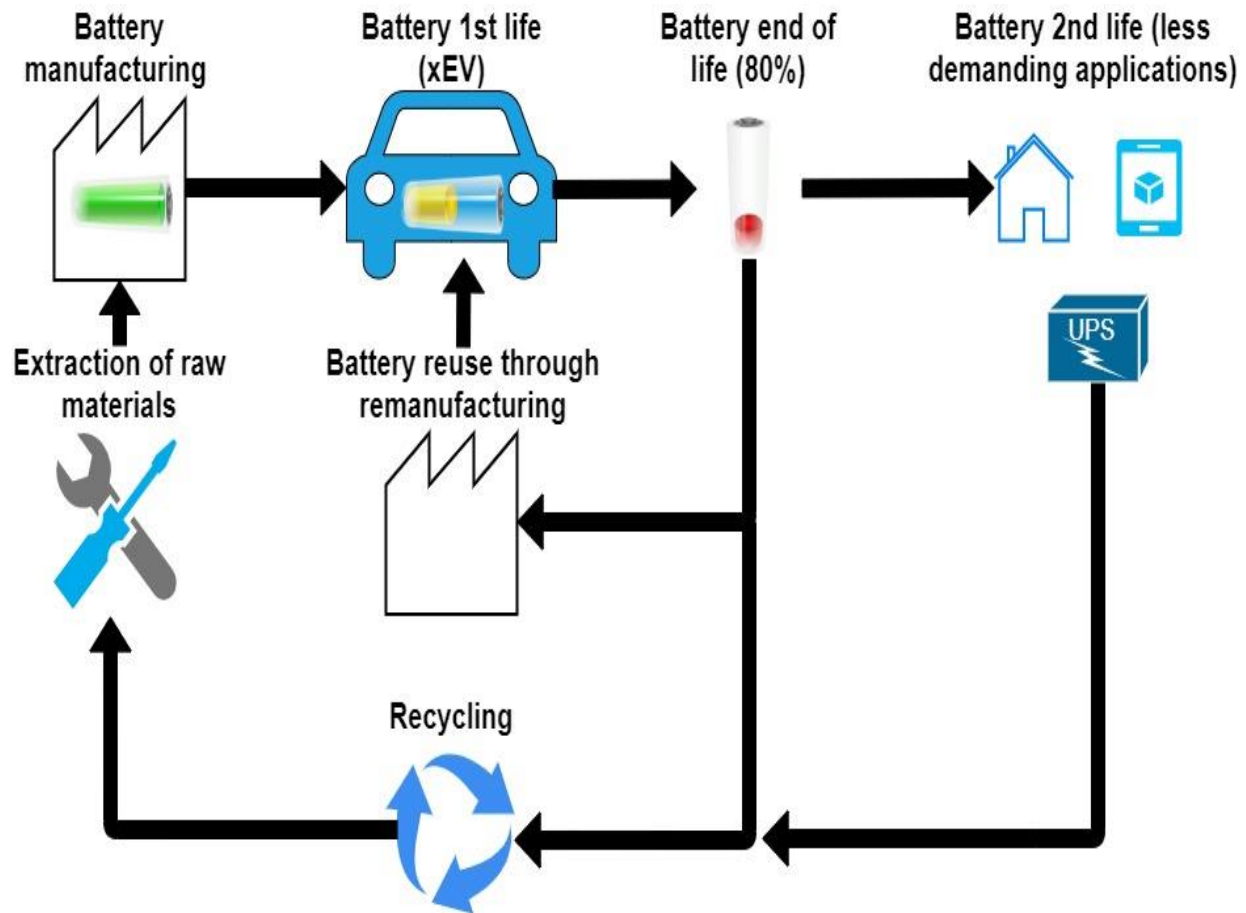 Battery
manufacturing
Battery 1st life
(xEV)
Battery end of
life (80%)
Battery 2nd life (less
demanding applications)
UPS
Extraction of raw
materials
Battery reuse through
remanufacturing
Recycling